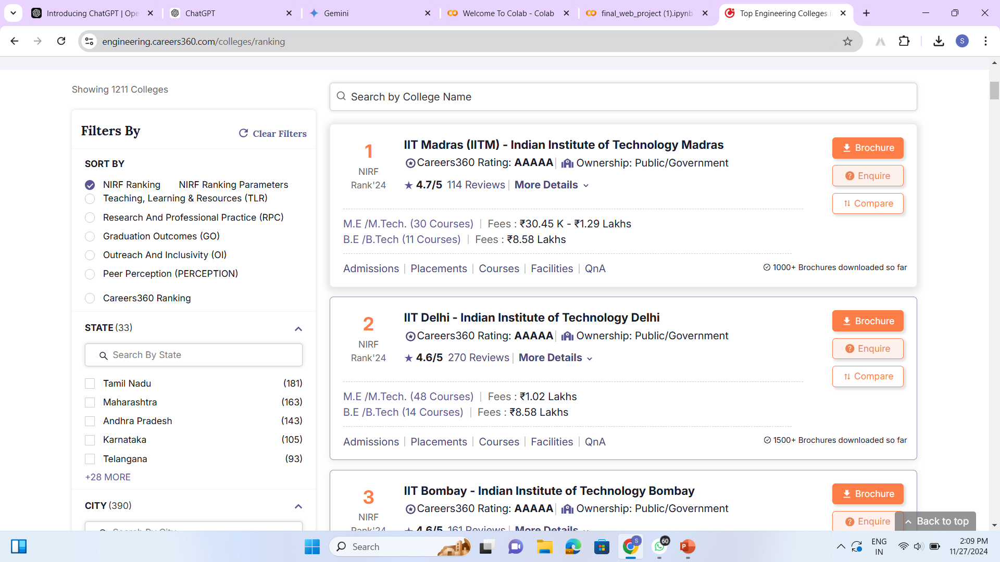 Introducing ChatGPT | Ope
ChatGPT
Gemini
Welcome To Colab - Colab
final_web_project (1).ipynb
Top Engineering Colleges i
engineering.careers360.com/colleges/ranking
S
Showing 1211 Colleges
Search by College Name
Filters By
Clear Filters
SORT BY
NIRF Ranking NIRF Ranking Parameters
Teaching, Learning & Resources (TLR)
Research And Professional Practice (RPC)
Graduation Outcomes (GO)
Outreach And Inclusivity (OI)
Peer Perception (PERCEPTION)
Careers360 Ranking
STATE (33)
Search By State
Tamil Nadu (181)
Maharashtra (163)
Andhra Pradesh (143)
Karnataka (105)
Telangana (93)
+28 MORE
CITY (390)
Search By City
1
NIRF
Rank'24
IIT Madras (IITM) - Indian Institute of Technology Madras
Careers360 Rating: AAAAA | Ownership: Public/Government
4.7/5 114 Reviews | More Details
Brochure
Enquire
Compare
M.E /M.Tech. (30 Courses) | Fees : ₹30.45 K - ₹1.29 Lakhs
B.E /B.Tech (11 Courses) | Fees : ₹8.58 Lakhs
Admissions | Placements | Courses | Facilities | QnA
1000+ Brochures downloaded so far
2
NIRF
Rank'24
IIT Delhi - Indian Institute of Technology Delhi
Careers360 Rating: AAAAA | Ownership: Public/Government
4.6/5 270 Reviews | More Details
Brochure
Enquire
Compare
M.E /M.Tech. (48 Courses) | Fees : ₹1.02 Lakhs
B.E /B.Tech (14 Courses) | Fees : ₹8.58 Lakhs
Admissions | Placements | Courses | Facilities | QnA
1500+ Brochures downloaded so far
3
NIRF
Rank'24
IIT Bombay - Indian Institute of Technology Bombay
Careers360 Rating: AAAAA | Ownership: Public/Government
4.6/5 161 Reviews | More Details
Brochure
Enquire
Back to top
Search
S
60
P
ENG
IN
2:09 PM
11/27/2024